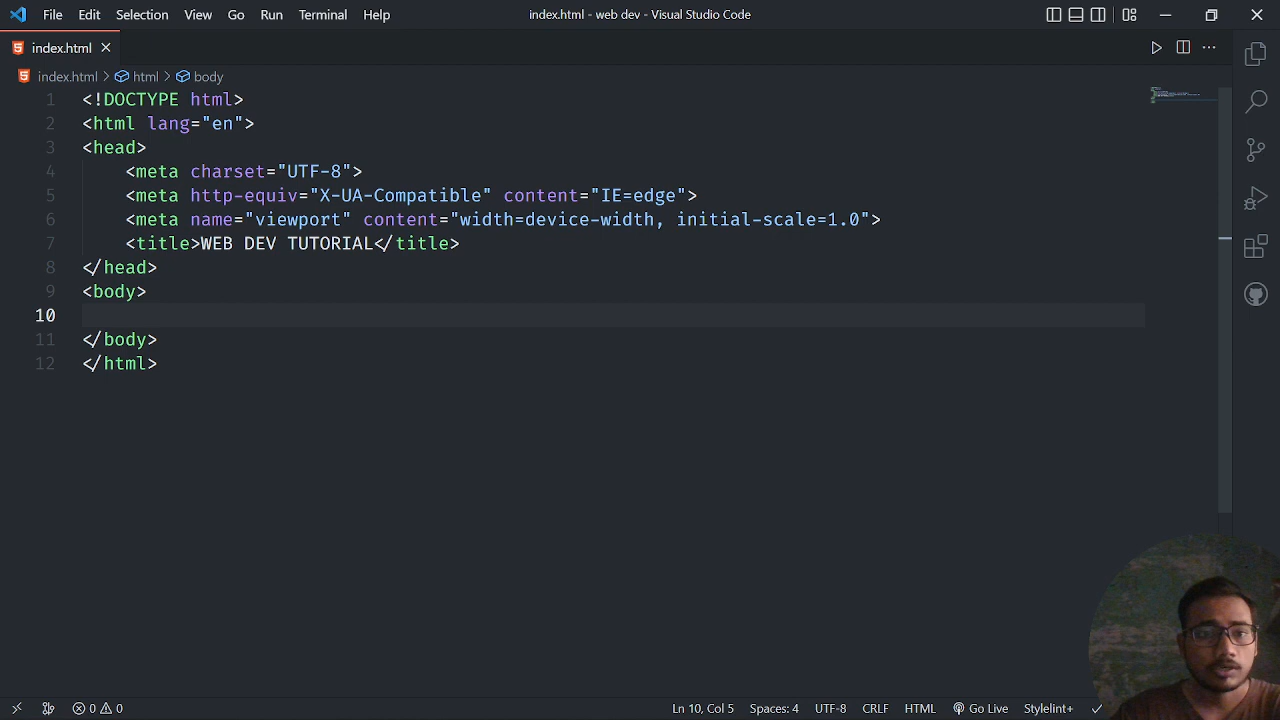 File Edit Selection View Go Run Terminal Help index.html - web dev - Visual Studio Code
index.html
index.html > html > body
1 <!DOCTYPE html>
2 <html lang="en">
3 <head>
4 <meta charset="UTF-8">
5 <meta http-equiv="X-UA-Compatible" content="IE=edge">
6 <meta name="viewport" content="width=device-width, initial-scale=1.0">
7 <title>WEB DEV TUTORIAL</title>
8 </head>
9 <body>
10
11 </body>
12 </html>
0 0 Ln 10, Col 5 Spaces: 4 UTF-8 CRLF HTML Go Live Stylelint+